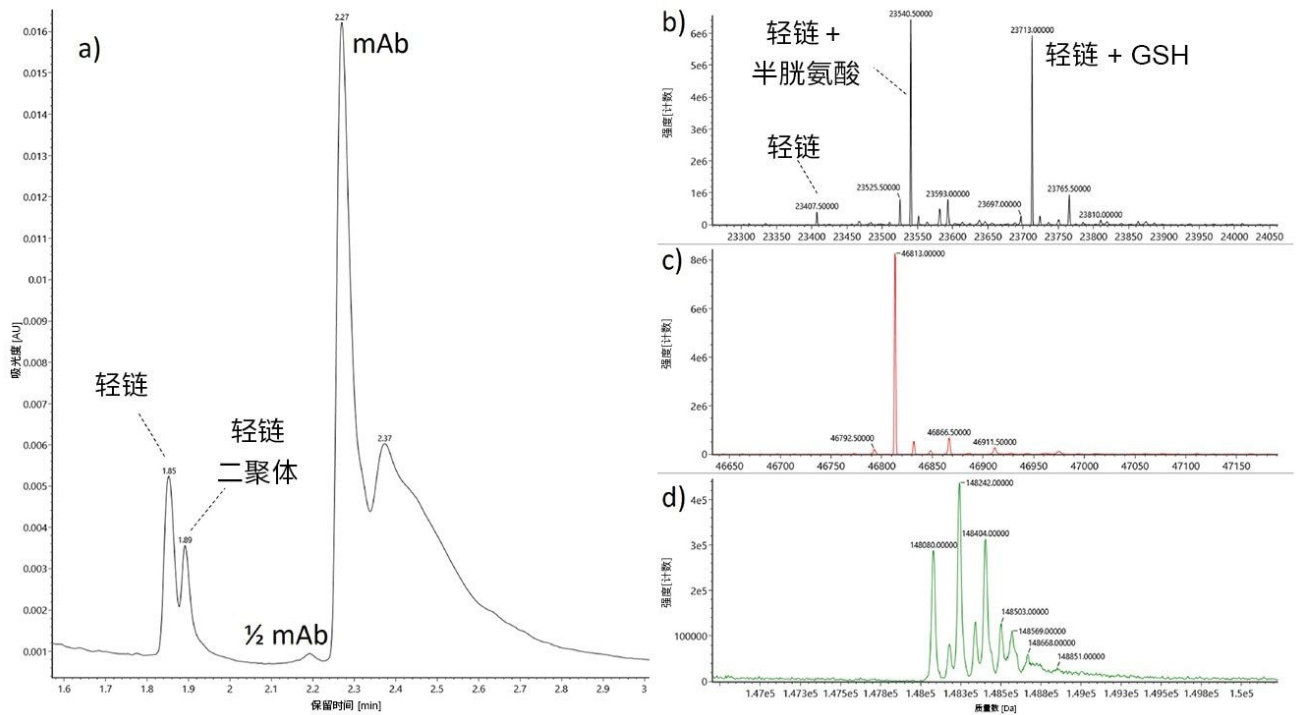 a)
2.27
mAb
轻链
1.85
轻链
二聚体
1.89
½ mAb
2.37
0.016
0.015
0.014
0.013
0.012
0.011
0.01
0.009
0.008
0.007
0.006
0.005
0.004
0.003
0.002
0.001
吸光度 [AU]
1.6 1.7 1.8 1.9 2 2.1 2.2 2.3 2.4 2.5 2.6 2.7 2.8 2.9 3
保留时间 [min]
b)
轻链 +
半胱氨酸
轻链
轻链 + GSH
23540.50000
23713.00000
23407.50000
23525.50000
23593.00000
23697.00000
23765.50000
23810.00000
6e6
5e6
4e6
3e6
2e6
1e6
0
强度[计数]
23300 23350 23400 23450 23500 23550 23600 23650 23700 23750 23800 23850 23900 23950 24000 24050
c)
46813.00000
46792.50000
46866.50000
46911.50000
8e6
6e6
4e6
2e6
0
强度[计数]
46650 46700 46750 46800 46850 46900 46950 47000 47050 47100 47150
d)
148242.00000
148080.00000
148404.00000
148503.00000
148569.00000
148668.00000
148851.00000
4e5
3e5
2e5
100000
0
强度[计数]
1.47e5 1.473e5 1.475e5 1.478e5 1.48e5 1.483e5 1.485e5 1.488e5 1.49e5 1.493e5 1.495e5 1.498e5 1.5e5
质量数 [Da]